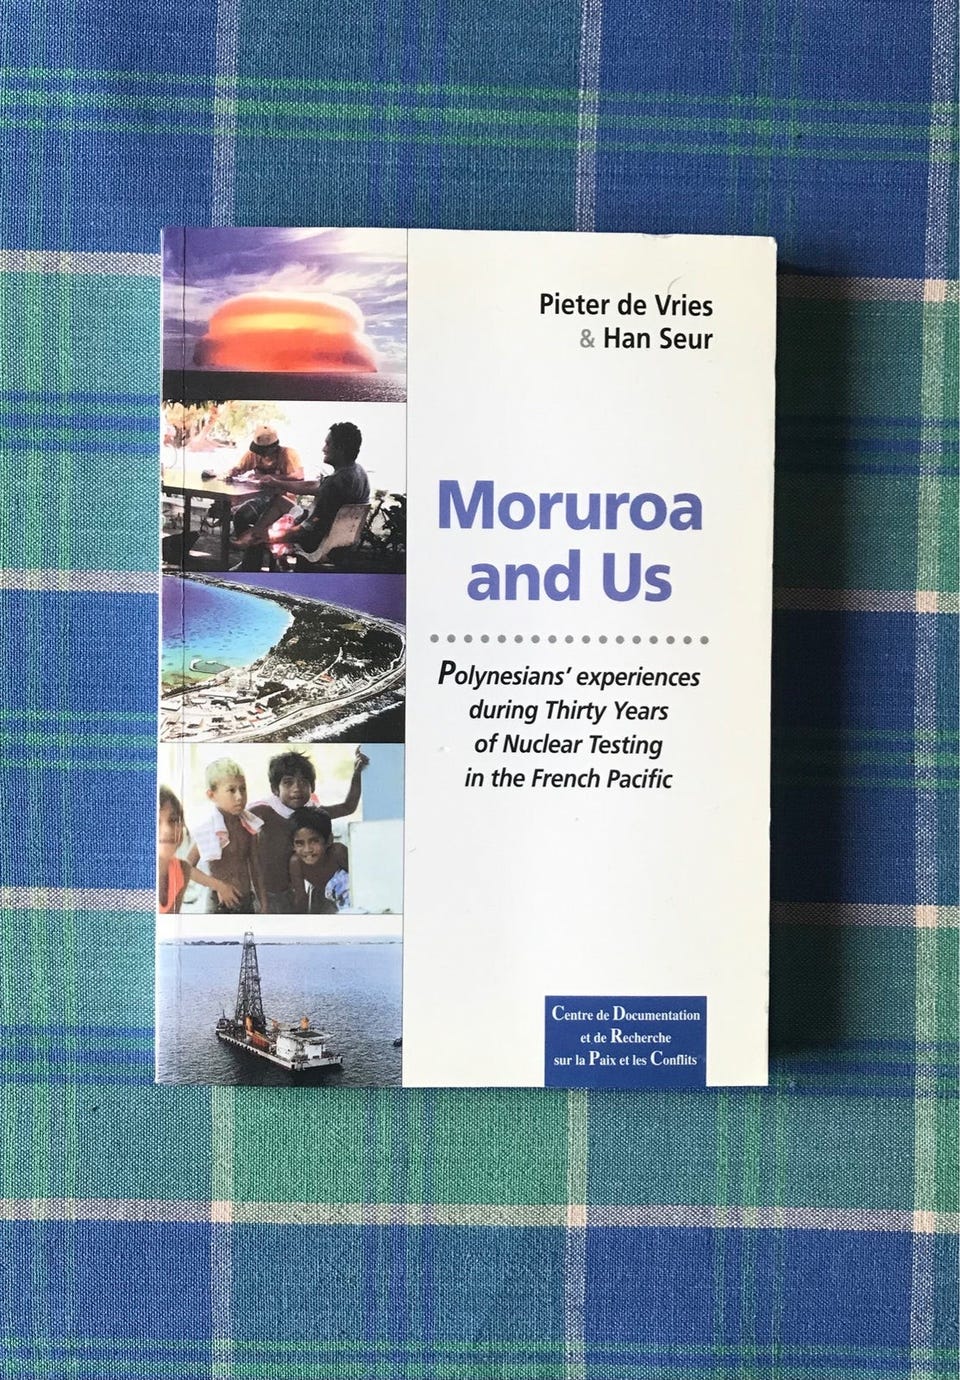 Pieter de Vries
& Han Seur
Moruroa
and Us
Polynesians’ experiences
during Thirty Years
of Nuclear Testing
in the French Pacific
Centre de Documentation
et de Recherche
sur la Paix et les Conflits